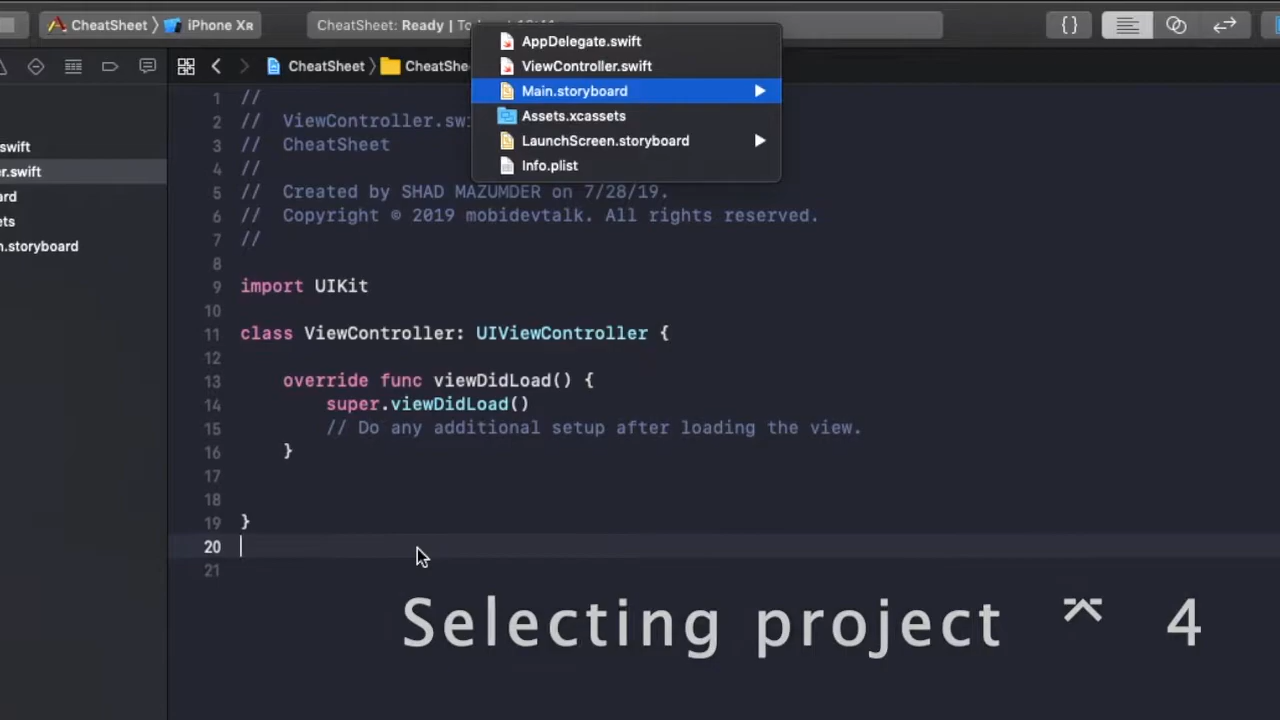 CheatSheet 〉 iPhone XR
CheatSheet: Ready |
AppDelegate.swift
ViewController.swift
Main.storyboard
Assets.xcassets
LaunchScreen.storyboard
Info.plist
CheatSheet 〉 CheatShe
wift
er.swift
ard
ets
n.storyboard
1 //
2 // ViewController.sw
3 // CheatSheet
4 //
5 // Created by SHAD MAZUMDER on 7/28/19.
6 // Copyright © 2019 mobidevtalk. All rights reserved.
7 //
8
9 import UIKit
10
11 class ViewController: UIViewController {
12
13 override func viewDidLoad() {
14 super.viewDidLoad()
15 // Do any additional setup after loading the view.
16 }
17
18
19 }
20
21
Selecting project ⌃ 4